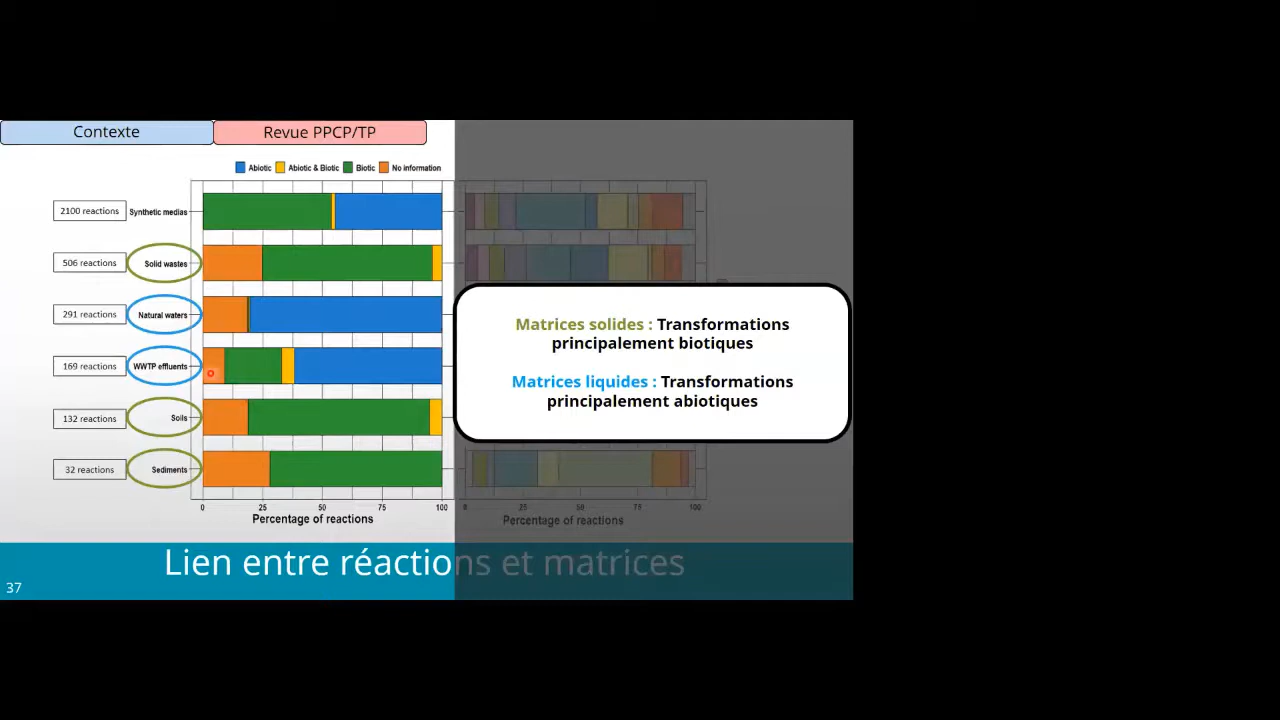 Contexte
Revue PPCP/TP
Abiotic
Abiotic & Biotic
Biotic
No information
2100 reactions
Synthetic medias
506 reactions
Solid wastes
291 reactions
Natural waters
169 reactions
WWTP effluents
132 reactions
Soils
32 reactions
Sediments
0
25
50
75
100
Percentage of reactions
0
25
50
75
100
Percentage of reactions
Matrices solides : Transformations
principalement biotiques
Matrices liquides : Transformations
principalement abiotiques
Lien entre réactions et matrices
37